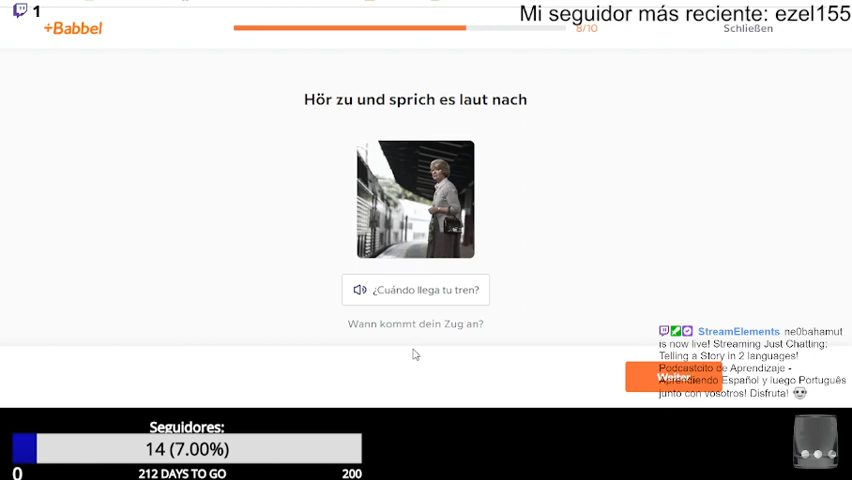 1
Mi seguidor más reciente: ezel155
+Babbel
8/10
Schließen
Hör zu und sprich es laut nach
¿Cuándo llega tu tren?
Wann kommt dein Zug an?
StreamElements ne0bahamut
is now live! Streaming Just Chatting:
Telling a Story in 2 languages!
Podcastcito de Aprendizaje -
Weiter
Aprendiendo Español y luego Português
junto con vosotros! Disfruta!
Seguidores:
14 (7.00%)
0
212 DAYS TO GO
200